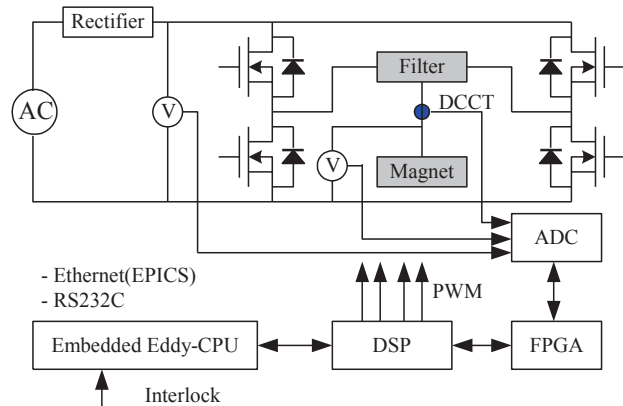 Rectifier
AC
V
Filter
DCCT
V
Magnet
ADC
- Ethernet(EPICS)
- RS232C
PWM
Embedded Eddy-CPU
DSP
FPGA
Interlock